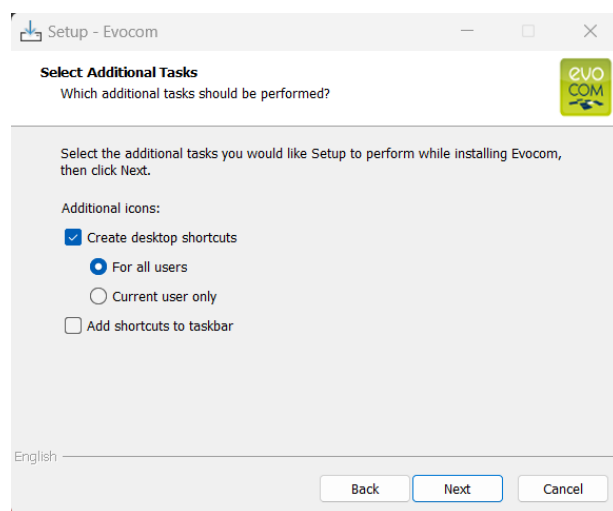 Setup - Evocom
Select Additional Tasks
Which additional tasks should be performed?
evo
COM
Select the additional tasks you would like Setup to perform while installing Evocom,
then click Next.
Additional icons:
Create desktop shortcuts
For all users
Current user only
Add shortcuts to taskbar
English
Back Next Cancel